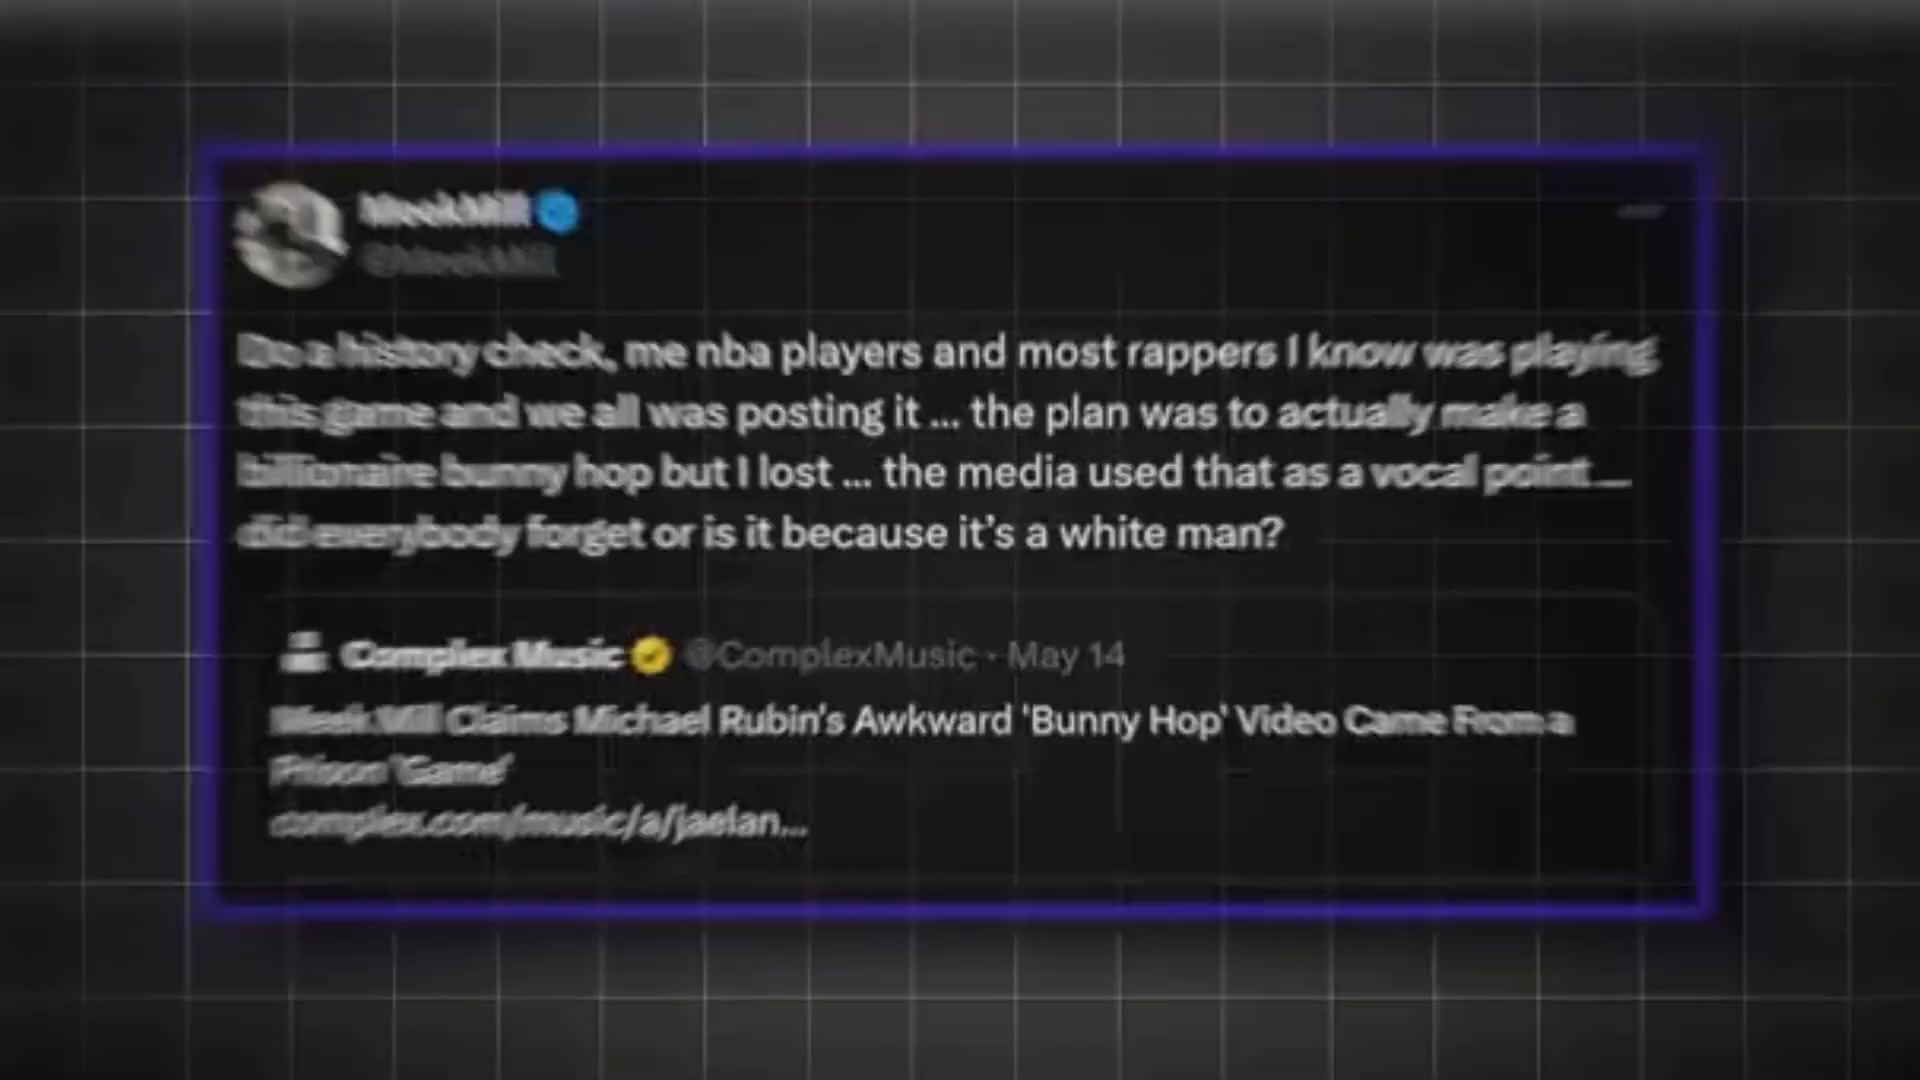 MeekMill
@MeekMill
Do a history check, me nba players and most rappers I know was playing
this game and we all was posting it ... the plan was to actually make a
billionaire bunny hop but I lost ... the media used that as a vocal point ...
did everybody forget or is it because it's a white man?
Complex Music @ComplexMusic · May 14
Meek Mill Claims Michael Rubin's Awkward 'Bunny Hop' Video Came From a
Prison 'Game'
complex.com/music/a/jaelan...